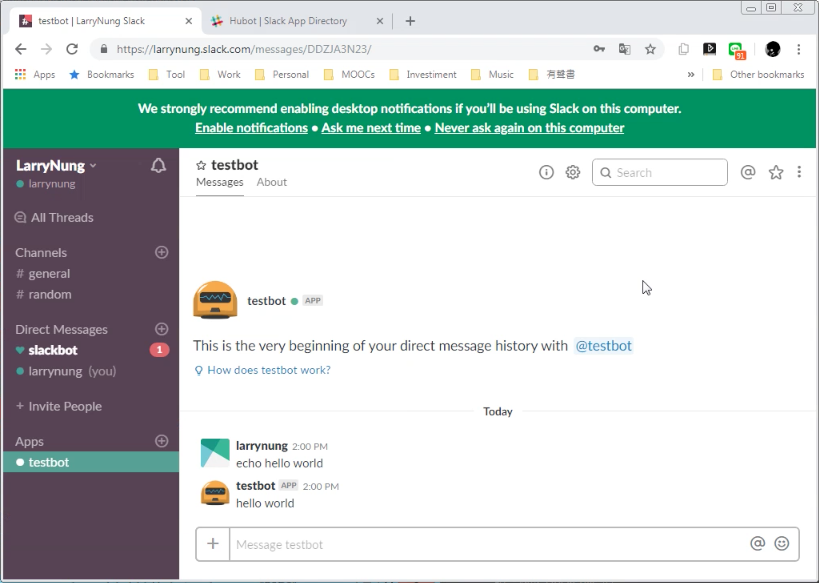 testbot | LarryNung Slack
Hubot | Slack App Directory
https://larrynung.slack.com/messages/DDZJA3N23/
91
Apps Bookmarks Tool Work Personal MOOCs Investiment Music 有聲書 » Other bookmarks
We strongly recommend enabling desktop notifications if you'll be using Slack on this computer.
Enable notifications • Ask me next time • Never ask again on this computer
LarryNung
larrynung
All Threads
Channels
# general
# random
Direct Messages
slackbot 1
larrynung (you)
+ Invite People
Apps
testbot
testbot
Messages About
Search
testbot APP
This is the very beginning of your direct message history with @testbot
How does testbot work?
Today
larrynung 2:00 PM
echo hello world
testbot APP 2:00 PM
hello world
Message testbot